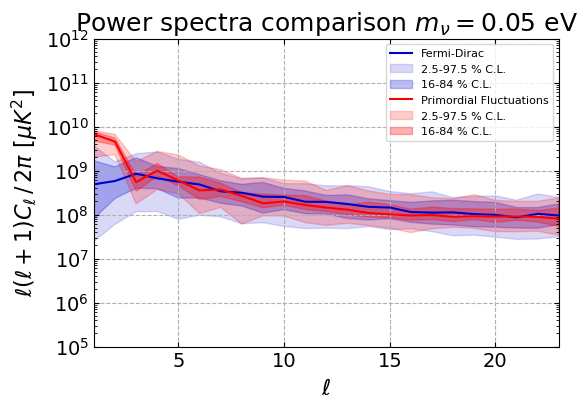 Power spectra comparison $m_\nu = 0.05$ eV
Fermi-Dirac
2.5-97.5 % C.L.
16-84 % C.L.
Primordial Fluctuations
2.5-97.5 % C.L.
16-84 % C.L.
$\ell(\ell+1)C_\ell / 2\pi$ [$\mu K^2$]
$10^{12}$
$10^{11}$
$10^{10}$
$10^{9}$
$10^{8}$
$10^{7}$
$10^{6}$
$10^{5}$
5 10 15 20
$\ell$